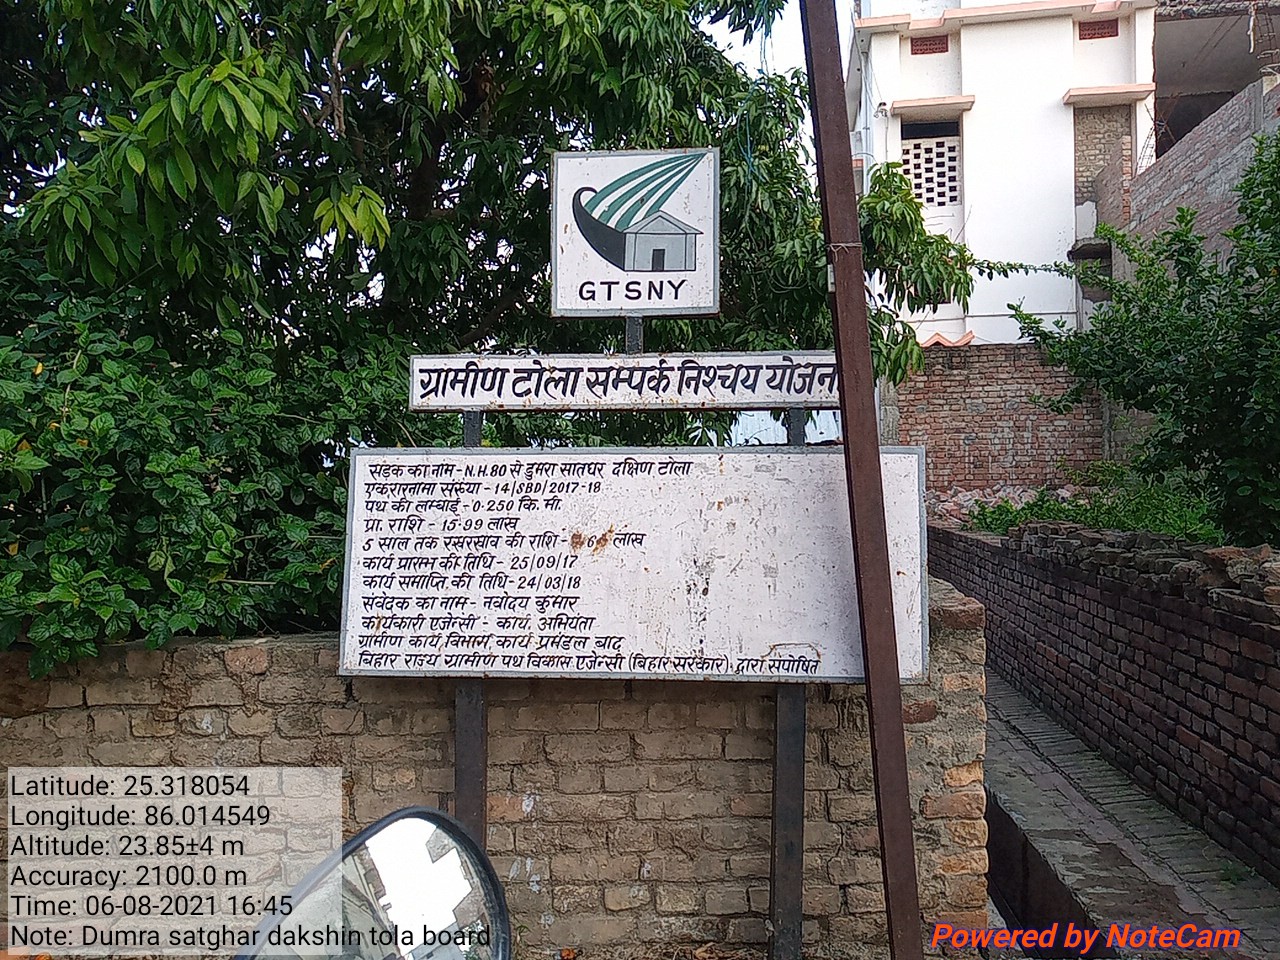 GTSNY
ग्रामीण टोला सम्पर्क निश्चय योजना
सड़क का नाम - N.H.80 से डुमरा सातघर दक्षिण टोला
एकरारनामा संख्या - 14/SBD/2017-18
पथ की लम्बाई - 0.250 कि. मी.
प्रा. राशि - 15.99 लाख
5 साल तक रखरखाव की राशि - लाख
कार्य प्रारम्भ की तिथि - 25/09/17
कार्य समाप्ति की तिथि - 24/03/18
संवेदक का नाम - नवोदय कुमार
कार्यकारी एजेन्सी - कार्य. अभियंता
ग्रामीण कार्य विभाग, कार्य प्रमंडल बाढ़
बिहार राज्य ग्रामीण पथ विकास एजेन्सी (बिहार सरकार) द्वारा संपोषित
Latitude: 25.318054
Longitude: 86.014549
Altitude: 23.85±4 m
Accuracy: 2100.0 m
Time: 06-08-2021 16:45
Note: Dumra satghar dakshin tola board
Powered by NoteCam